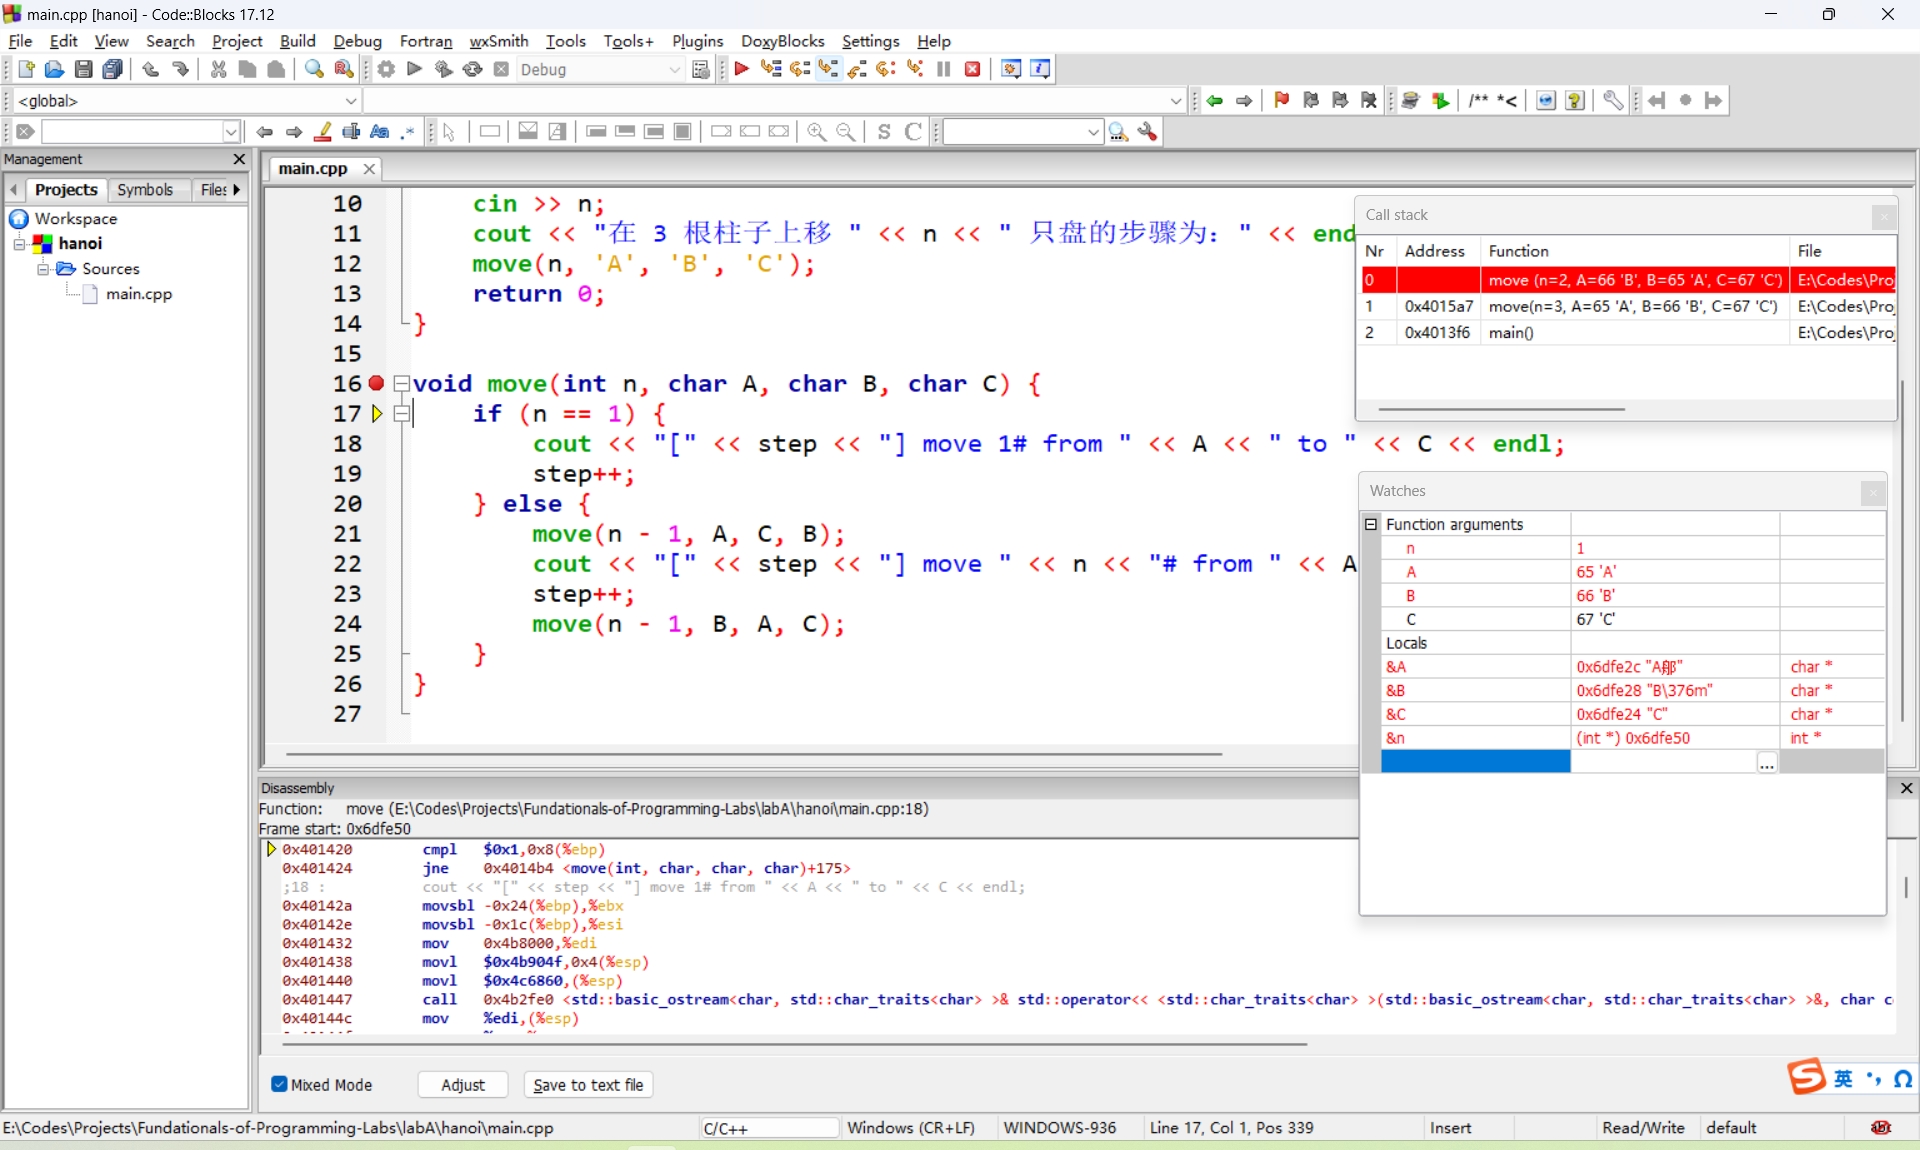 main.cpp [hanoi] - Code::Blocks 17.12
File Edit View Search Project Build Debug Fortran wxSmith Tools Tools+ Plugins DoxyBlocks Settings Help
Debug
<global>
/** *<
Management
Projects Symbols Files
Workspace
hanoi
Sources
main.cpp
main.cpp
10 cin >> n;
11 cout << "在 3 根柱子上移 " << n << " 只盘的步骤为: " << end
12 move(n, 'A', 'B', 'C');
13 return 0;
14 }
15
16 void move(int n, char A, char B, char C) {
17 if (n == 1) {
18 cout << "[" << step << "] move 1# from " << A << " to " << C << endl;
19 step++;
20 } else {
21 move(n - 1, A, C, B);
22 cout << "[" << step << "] move " << n << "# from " << A
23 step++;
24 move(n - 1, B, A, C);
25 }
26 }
27
Call stack
Nr Address Function File
0 move (n=2, A=66 'B', B=65 'A', C=67 'C') E:\Codes\Pro
1 0x4015a7 move(n=3, A=65 'A', B=66 'B', C=67 'C') E:\Codes\Pro
2 0x4013f6 main() E:\Codes\Pro
Watches
Function arguments
n 1
A 65 'A'
B 66 'B'
C 67 'C'
Locals
&A 0x6dfe2c "A char *
&B 0x6dfe28 "B\376m" char *
&C 0x6dfe24 "C" char *
&n (int *) 0x6dfe50 int *
...
Disassembly
Function: move (E:\Codes\Projects\Fundationals-of-Programming-Labs\labA\hanoi\main.cpp:18)
Frame start: 0x6dfe50
0x401420 cmpl $0x1,0x8(%ebp)
0x401424 jne 0x4014b4 <move(int, char, char, char)+175>
;18 : cout << "[" << step << "] move 1# from " << A << " to " << C << endl;
0x40142a movsbl -0x24(%ebp),%ebx
0x40142e movsbl -0x1c(%ebp),%esi
0x401432 mov 0x4b8000,%edi
0x401438 movl $0x4b904f,0x4(%esp)
0x401440 movl $0x4c6860,(%esp)
0x401447 call 0x4b2fe0 <std::basic_ostream<char, std::char_traits<char> >& std::operator<< <std::char_traits<char> >(std::basic_ostream<char, std::char_traits<char> >&, char c
0x40144c mov %edi,(%esp)
Mixed Mode Adjust Save to text file
英
E:\Codes\Projects\Fundationals-of-Programming-Labs\labA\hanoi\main.cpp C/C++ Windows (CR+LF) WINDOWS-936 Line 17, Col 1, Pos 339 Insert Read/Write default